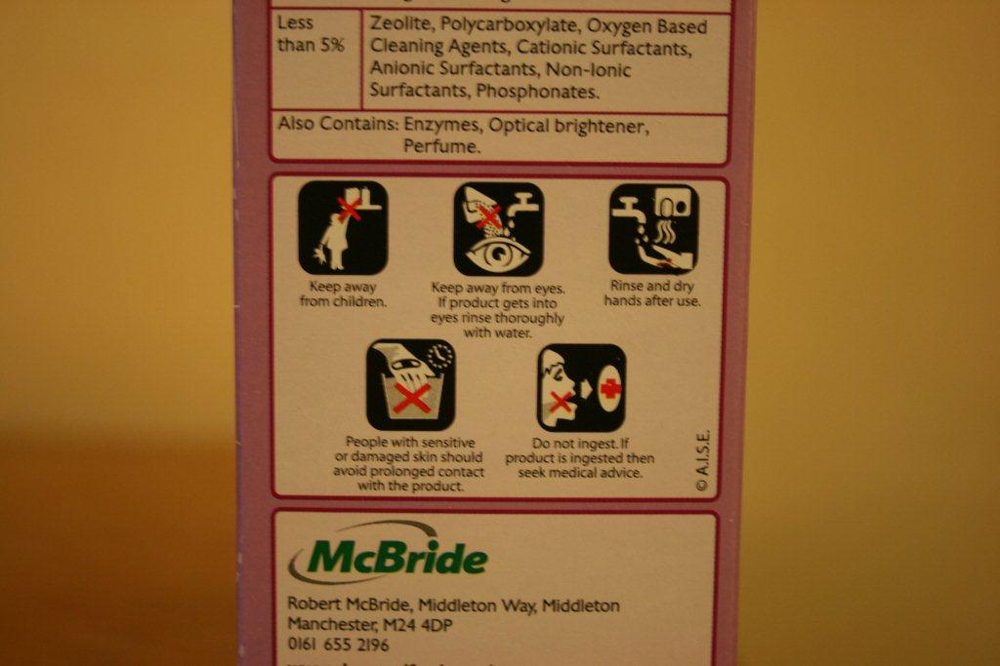 Less
than 5%
Zeolite, Polycarboxylate, Oxygen Based
Cleaning Agents, Cationic Surfactants,
Anionic Surfactants, Non-Ionic
Surfactants, Phosphonates.
Also Contains: Enzymes, Optical brightener,
Perfume.
Keep away
from children.
Keep away from eyes.
If product gets into
eyes rinse thoroughly
with water.
Rinse and dry
hands after use.
People with sensitive
or damaged skin should
avoid prolonged contact
with the product.
Do not ingest. If
product is ingested then
seek medical advice.
© A.I.S.E.
McBride
Robert McBride, Middleton Way, Middleton
Manchester, M24 4DP
0161 655 2196